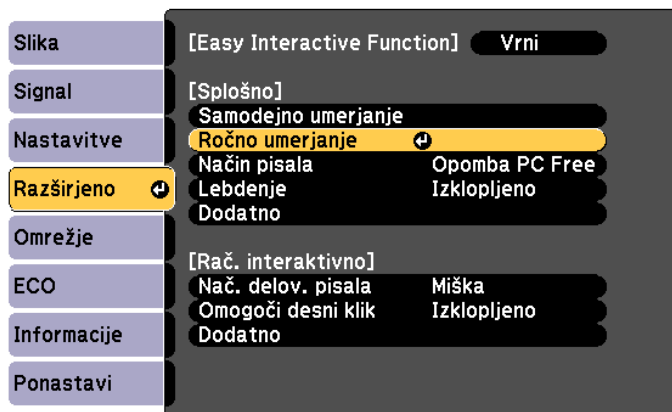 Slika
Signal
Nastavitve
Razširjeno
Omrežje
ECO
Informacije
Ponastavi
[Easy Interactive Function] Vrni
[Splošno]
Samodejno umerjanje
Ročno umerjanje
Način pisala Opomba PC Free
Lebdenje Izklopljeno
Dodatno
[Rač. interaktivno]
Nač. delov. pisala Miška
Omogoči desni klik Izklopljeno
Dodatno